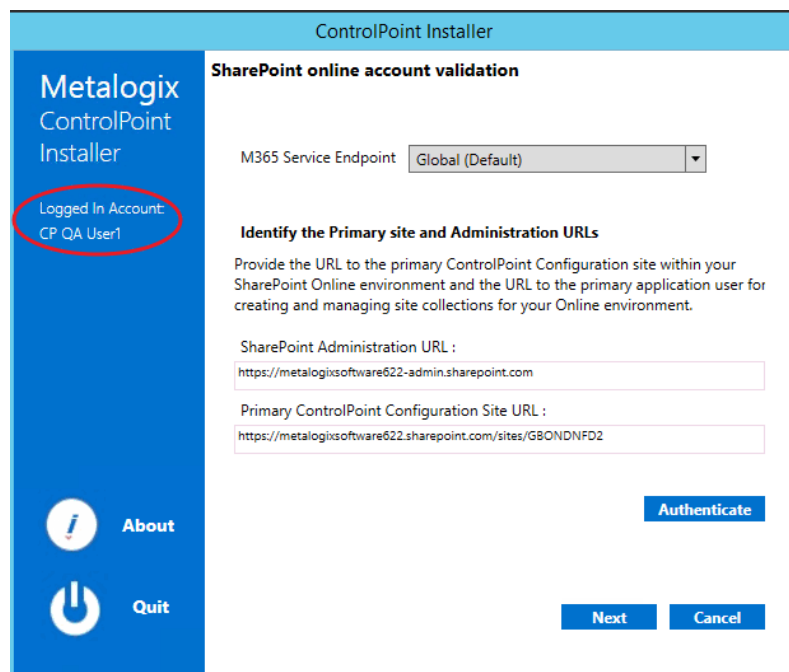 ControlPoint Installer
Metalogix
ControlPoint
Installer
Logged In Account:
CP QA User1
About
Quit
SharePoint online account validation
M365 Service Endpoint Global (Default)
Identify the Primary site and Administration URLs
Provide the URL to the primary ControlPoint Configuration site within your
SharePoint Online environment and the URL to the primary application user for
creating and managing site collections for your Online environment.
SharePoint Administration URL :
https://metalogixsoftware622-admin.sharepoint.com
Primary ControlPoint Configuration Site URL :
https://metalogixsoftware622.sharepoint.com/sites/GBONDNFD2
Authenticate
Next Cancel